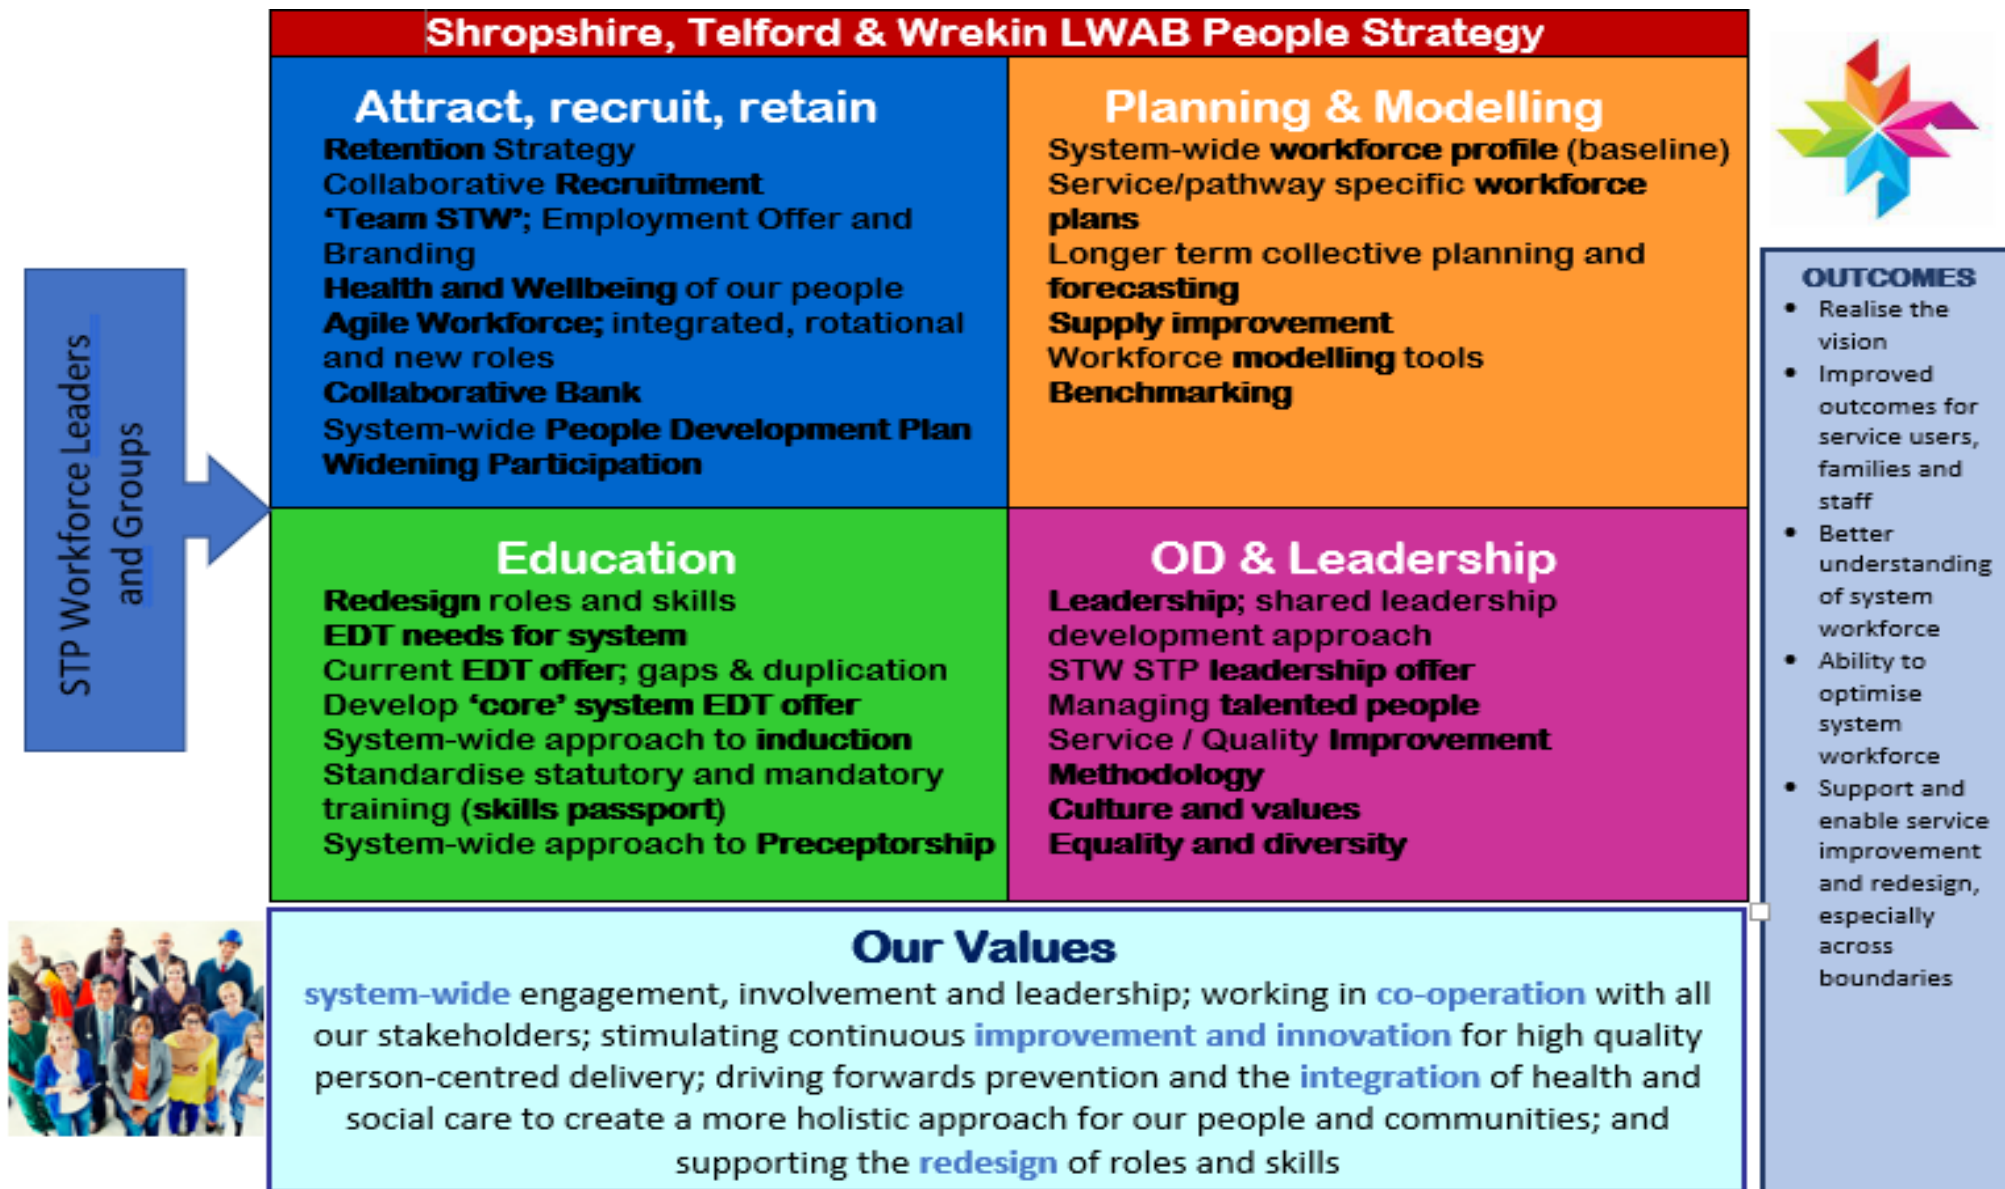 Shropshire, Telford & Wrekin LWAB People Strategy
STP Workforce Leaders
and Groups
Attract, recruit, retain
Retention Strategy
Collaborative Recruitment
‘Team STW’; Employment Offer and
Branding
Health and Wellbeing of our people
Agile Workforce; integrated, rotational
and new roles
Collaborative Bank
System-wide People Development Plan
Widening Participation
Planning & Modelling
System-wide workforce profile (baseline)
Service/pathway specific workforce
plans
Longer term collective planning and
forecasting
Supply improvement
Workforce modelling tools
Benchmarking
Education
Redesign roles and skills
EDT needs for system
Current EDT offer; gaps & duplication
Develop ‘core’ system EDT offer
System-wide approach to induction
Standardise statutory and mandatory
training (skills passport)
System-wide approach to Preceptorship
OD & Leadership
Leadership; shared leadership
development approach
STW STP leadership offer
Managing talented people
Service / Quality Improvement
Methodology
Culture and values
Equality and diversity
OUTCOMES
• Realise the
vision
• Improved
outcomes for
service users,
families and
staff
• Better
understanding
of system
workforce
• Ability to
optimise
system
workforce
• Support and
enable service
improvement
and redesign,
especially
across
boundaries
Our Values
system-wide engagement, involvement and leadership; working in co-operation with all
our stakeholders; stimulating continuous improvement and innovation for high quality
person-centred delivery; driving forwards prevention and the integration of health and
social care to create a more holistic approach for our people and communities; and
supporting the redesign of roles and skills